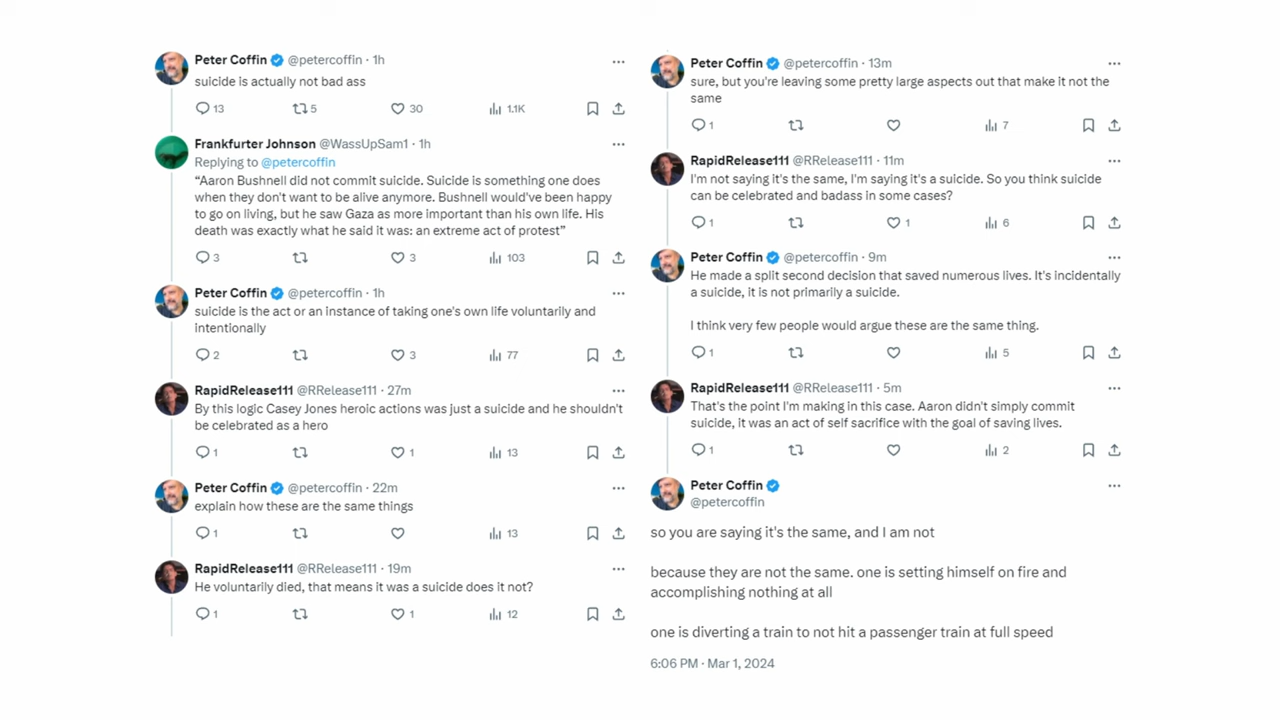 Peter Coffin @petercoffin · 1h
suicide is actually not bad ass
13 5 30 1.1K
Frankfurter Johnson @WassUpSam1 · 1h
Replying to @petercoffin
“Aaron Bushnell did not commit suicide. Suicide is something one does
when they don't want to be alive anymore. Bushnell would've been happy
to go on living, but he saw Gaza as more important than his own life. His
death was exactly what he said it was: an extreme act of protest”
3 3 103
Peter Coffin @petercoffin · 1h
suicide is the act or an instance of taking one's own life voluntarily and
intentionally
2 3 77
RapidRelease111 @RRelease111 · 27m
By this logic Casey Jones heroic actions was just a suicide and he shouldn't
be celebrated as a hero
1 1 13
Peter Coffin @petercoffin · 22m
explain how these are the same things
1 13
RapidRelease111 @RRelease111 · 19m
He voluntarily died, that means it was a suicide does it not?
1 1 12
Peter Coffin @petercoffin · 13m
sure, but you're leaving some pretty large aspects out that make it not the
same
1 7
RapidRelease111 @RRelease111 · 11m
I'm not saying it's the same, I'm saying it's a suicide. So you think suicide
can be celebrated and badass in some cases?
1 1 6
Peter Coffin @petercoffin · 9m
He made a split second decision that saved numerous lives. It's incidentally
a suicide, it is not primarily a suicide.
I think very few people would argue these are the same thing.
1 5
RapidRelease111 @RRelease111 · 5m
That's the point I'm making in this case. Aaron didn't simply commit
suicide, it was an act of self sacrifice with the goal of saving lives.
1 2
Peter Coffin
@petercoffin
so you are saying it's the same, and I am not
because they are not the same. one is setting himself on fire and
accomplishing nothing at all
one is diverting a train to not hit a passenger train at full speed
6:06 PM · Mar 1, 2024